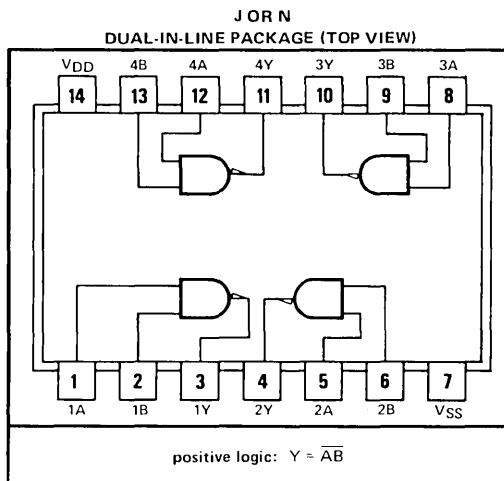 J OR N
DUAL-IN-LINE PACKAGE (TOP VIEW)
VDD 4B 4A 4Y 3Y 3B 3A
14 13 12 11 10 9 8
1 2 3 4 5 6 7
1A 1B 1Y 2Y 2A 2B VSS
positive logic: Y = \overline{AB}